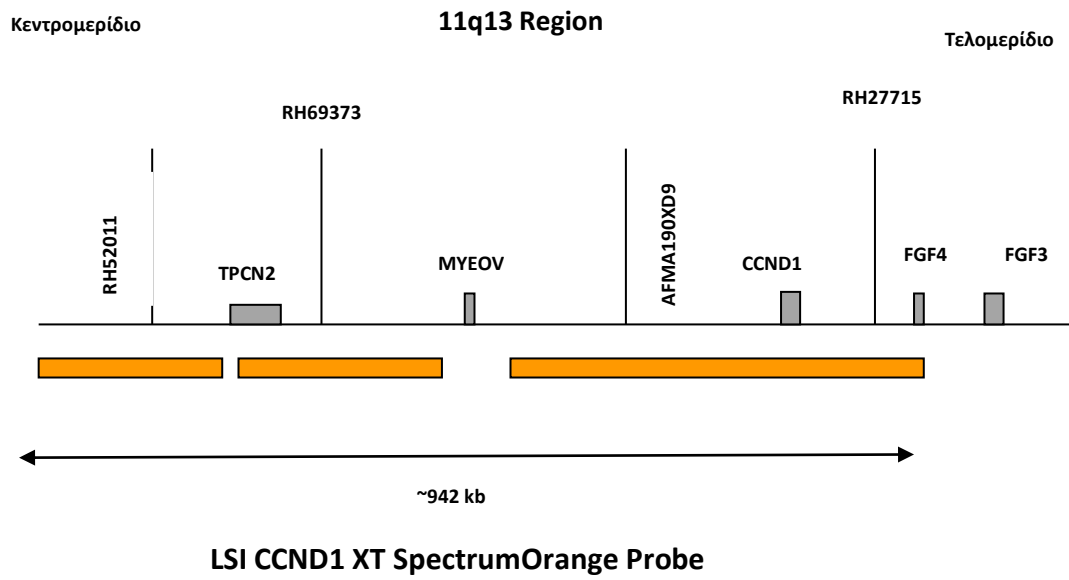 11q13 Region
Κεντρομερίδιο
Τελομερίδιο
RH27715
RH69373
RH52011
AFMA190XD9
TPCN2
MYEOV
CCND1
FGF4
FGF3
~942 kb
LSI CCND1 XT SpectrumOrange Probe